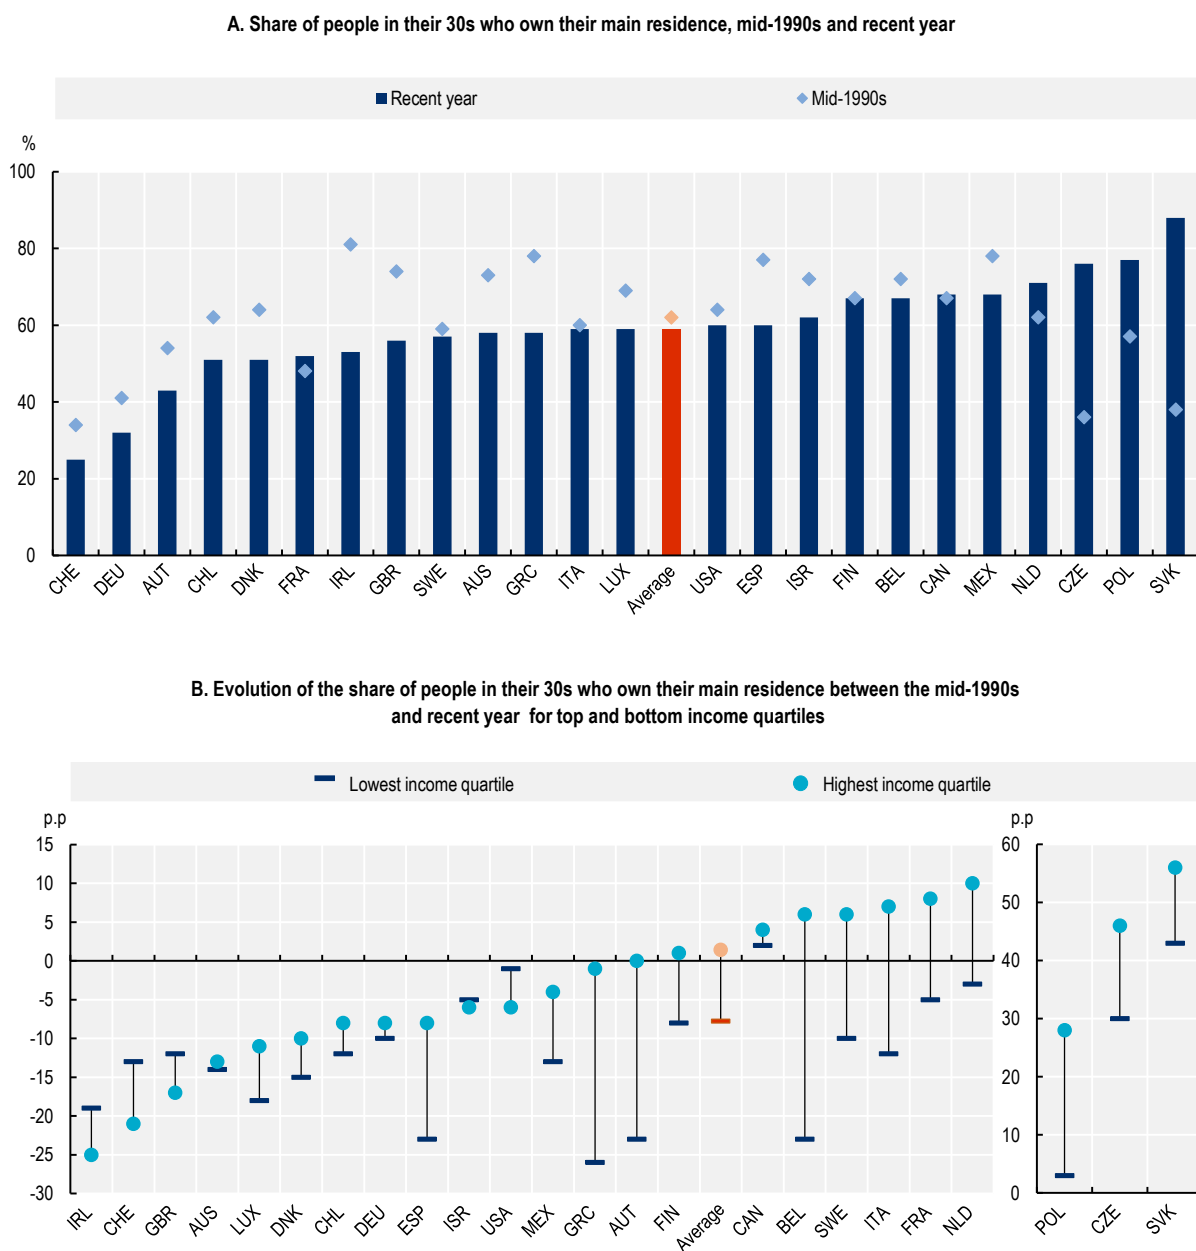 A. Share of people in their 30s who own their main residence, mid-1990s and recent year
Recent year
Mid-1990s
%
100
80
60
40
20
0
CHE
DEU
AUT
CHL
DNK
FRA
IRL
GBR
SWE
AUS
GRC
ITA
LUX
Average
USA
ESP
ISR
FIN
BEL
CAN
MEX
NLD
CZE
POL
SVK
B. Evolution of the share of people in their 30s who own their main residence between the mid-1990s
and recent year for top and bottom income quartiles
Lowest income quartile
Highest income quartile
p.p
15
10
5
0
-5
-10
-15
-20
-25
-30
IRL
CHE
GBR
AUS
LUX
DNK
CHL
DEU
ESP
ISR
USA
MEX
GRC
AUT
FIN
Average
CAN
BEL
SWE
ITA
FRA
NLD
p.p
60
50
40
30
20
10
0
POL
CZE
SVK